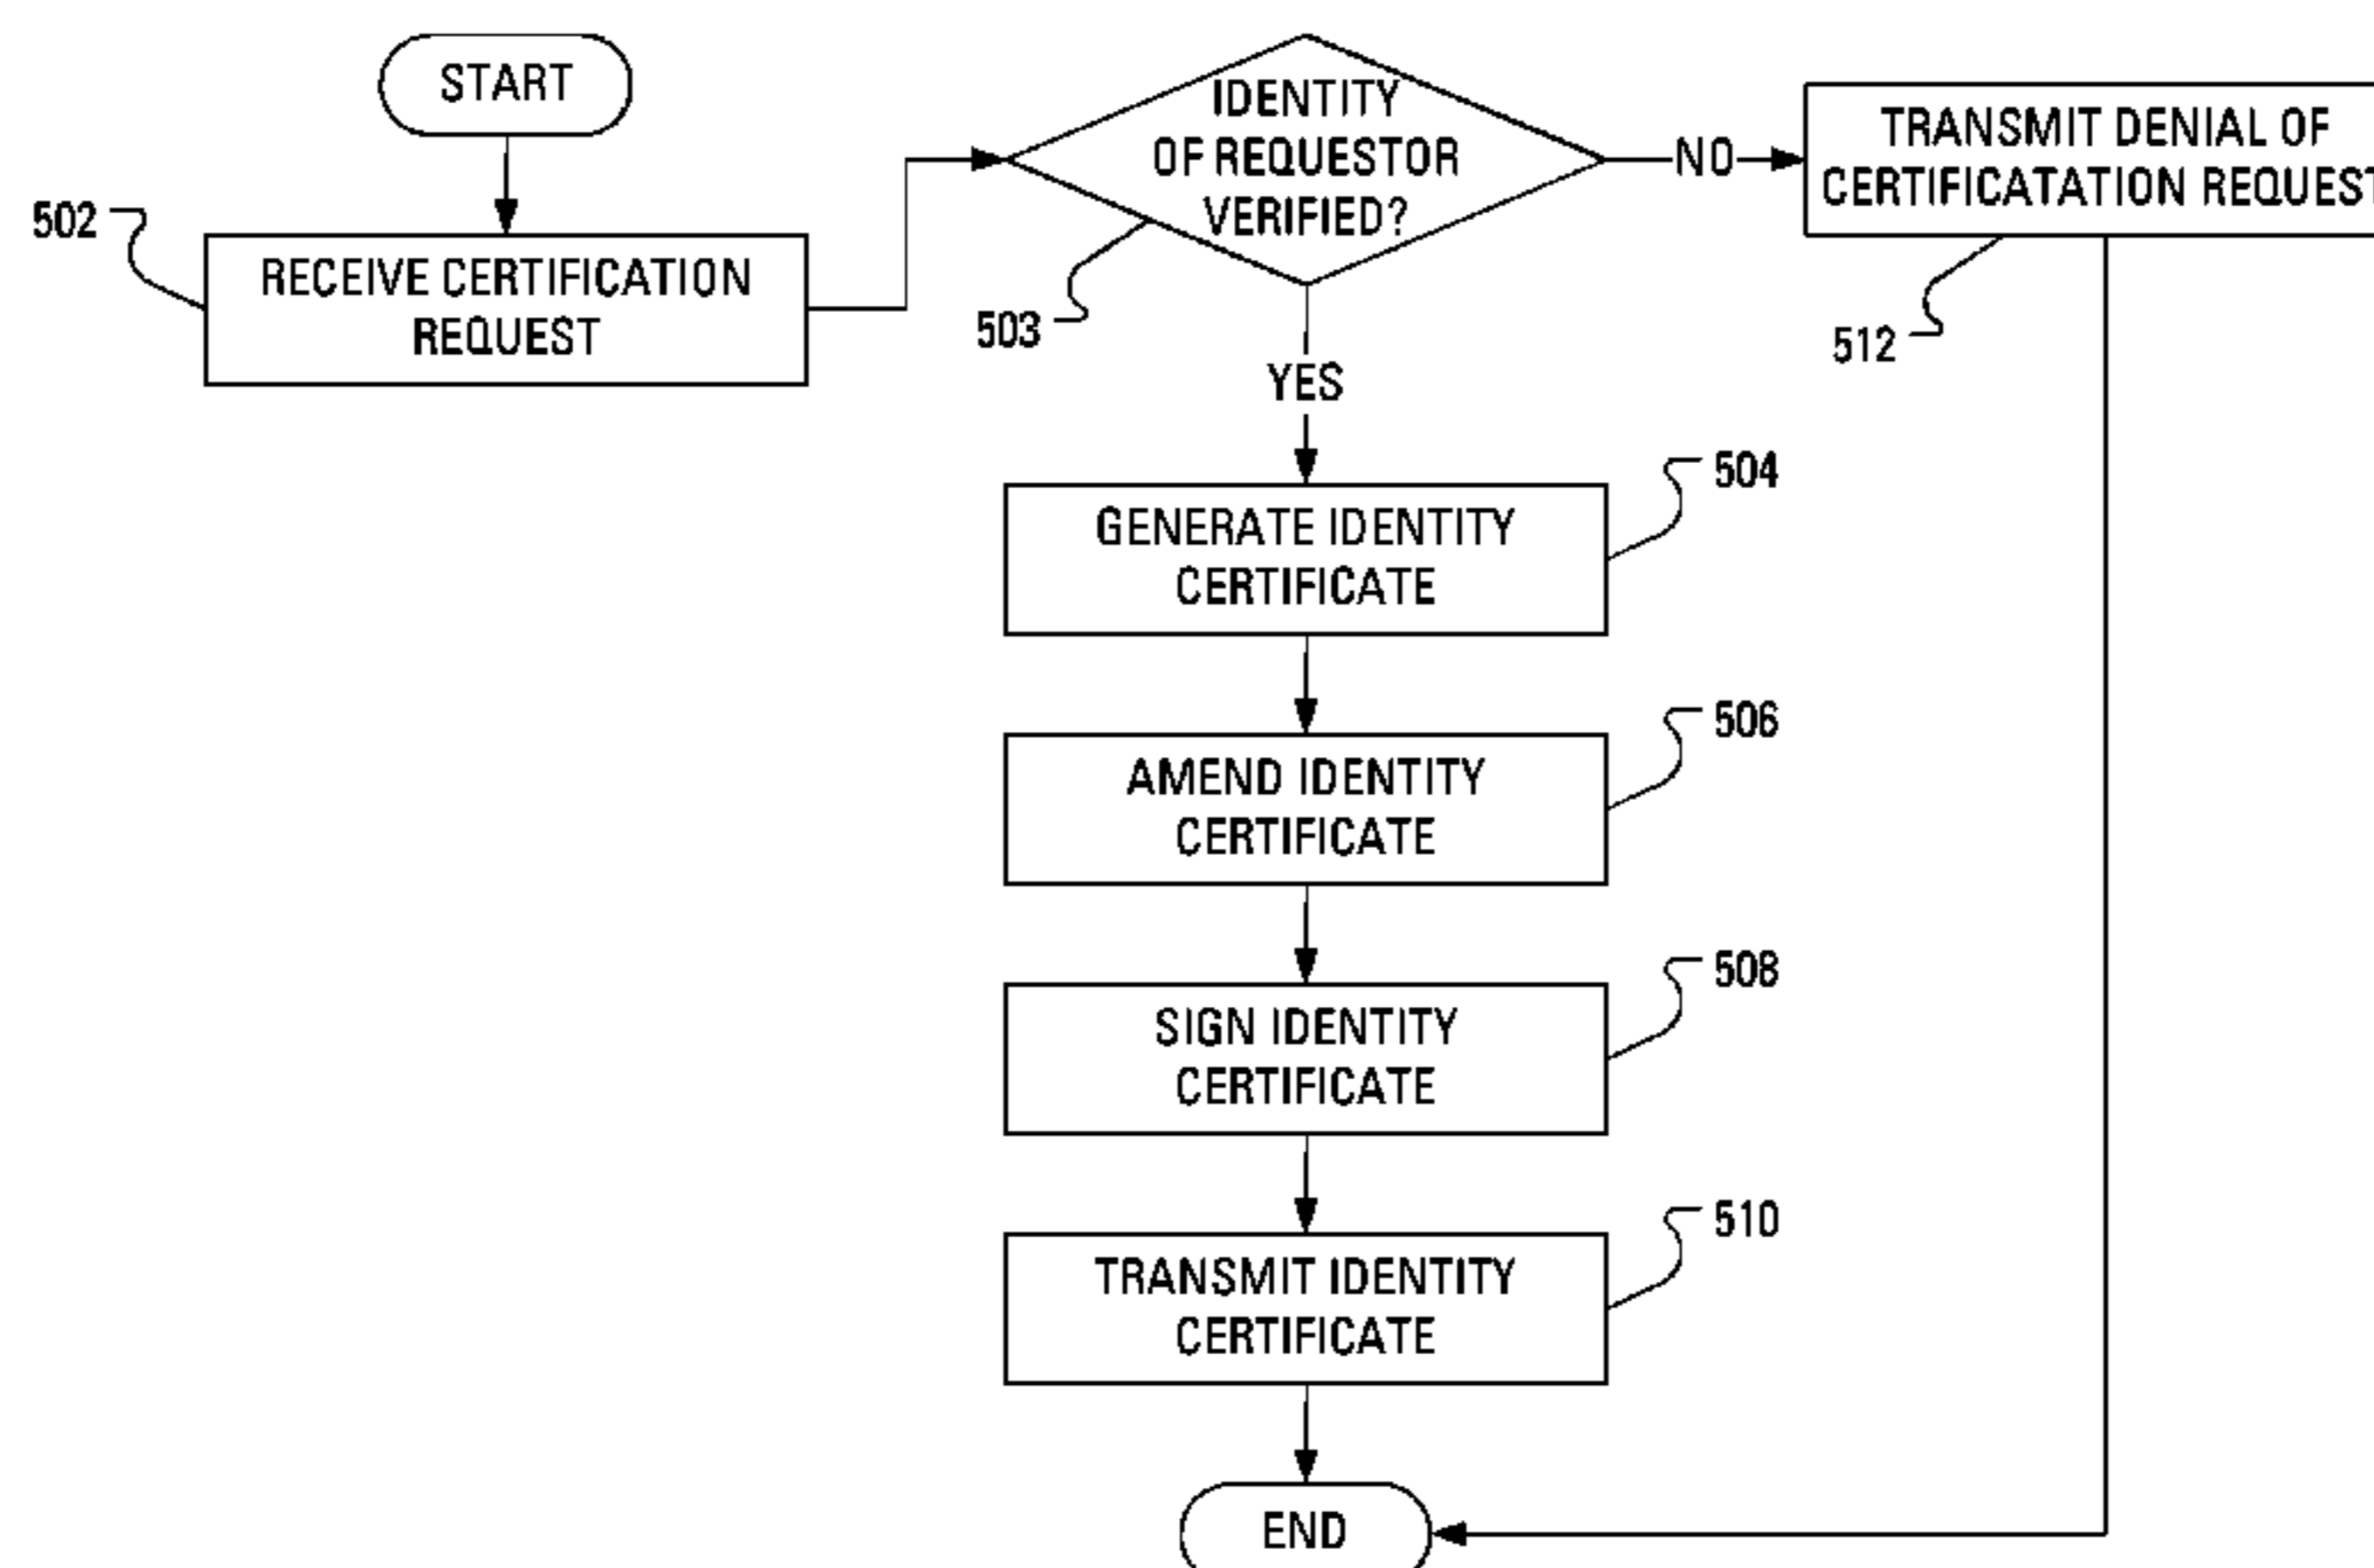 START
502
RECEIVE CERTIFICATION
REQUEST
IDENTITY
OF REQUESTOR
VERIFIED?
503
NO
TRANSMIT DENIAL OF
CERTIFICATATION REQUEST
512
YES
GENERATE IDENTITY
CERTIFICATE
504
AMEND IDENTITY
CERTIFICATE
506
SIGN IDENTITY
CERTIFICATE
508
TRANSMIT IDENTITY
CERTIFICATE
510
END